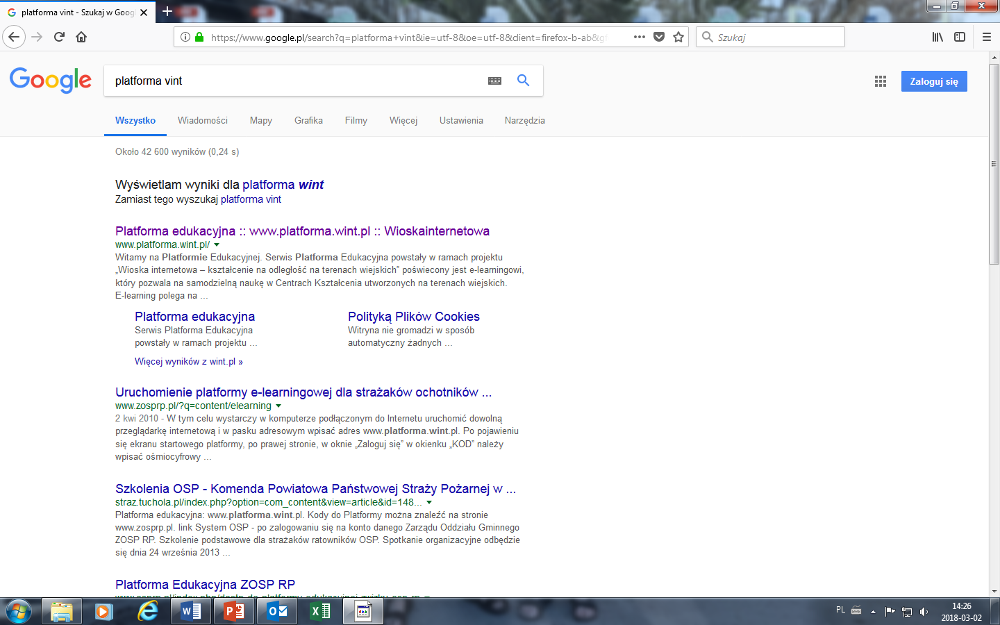 platforma vint - Szukaj w Goog
https://www.google.pl/search?q=platforma+vint&ie=utf-8&oe=utf-8&client=firefox-b-ab&g
Szukaj
Google
platforma vint
Zaloguj się
Wszystko Wiadomości Mapy Grafika Filmy Więcej Ustawienia Narzędzia
Około 42 600 wyników (0,24 s)
Wyświetlam wyniki dla platforma wint
Zamiast tego wyszukaj platforma vint
Platforma edukacyjna :: www.platforma.wint.pl :: Wioskainternetowa
www.platforma.wint.pl/
Witamy na Platformie Edukacyjnej. Serwis Platforma Edukacyjna powstały w ramach projektu
„Wioska internetowa – kształcenie na odległość na terenach wiejskich” poświecony jest e-learningowi,
który pozwala na samodzielną naukę w Centrach Kształcenia utworzonych na terenach wiejskich.
E-learning polega na ...
Platforma edukacyjna
Serwis Platforma Edukacyjna
powstały w ramach projektu ...
Polityką Plików Cookies
Witryna nie gromadzi w sposób
automatyczny żadnych ...
Więcej wyników z wint.pl »
Uruchomienie platformy e-learningowej dla strażaków ochotników ...
www.zosprp.pl/?q=content/elearning
2 kwi 2010 - W tym celu wystarczy w komputerze podłączonym do Internetu uruchomić dowolną
przeglądarkę internetową i w pasku adresowym wpisać adres www.platforma.wint.pl. Po pojawieniu
się ekranu startowego platformy, po prawej stronie, w oknie „Zaloguj się” w okienku „KOD” należy
wpisać ośmiocyfrowy ...
Szkolenia OSP - Komenda Powiatowa Państwowej Straży Pożarnej w ...
straz.tuchola.pl/index.php?option=com_content&view=article&id=148...
Platforma edukacyjna: www.platforma.wint.pl. Kody do Platformy można znaleźć na stronie
www.zosprp.pl. link System OSP - po zalogowaniu się na konto danego Zarządu Oddziału Gminnego
ZOSP RP. Szkolenie podstawowe dla strażaków ratowników OSP. Spotkanie organizacyjne odbędzie
się dnia 24 września 2013 ...
Platforma Edukacyjna ZOSP RP
PL
14:26
2018-03-02